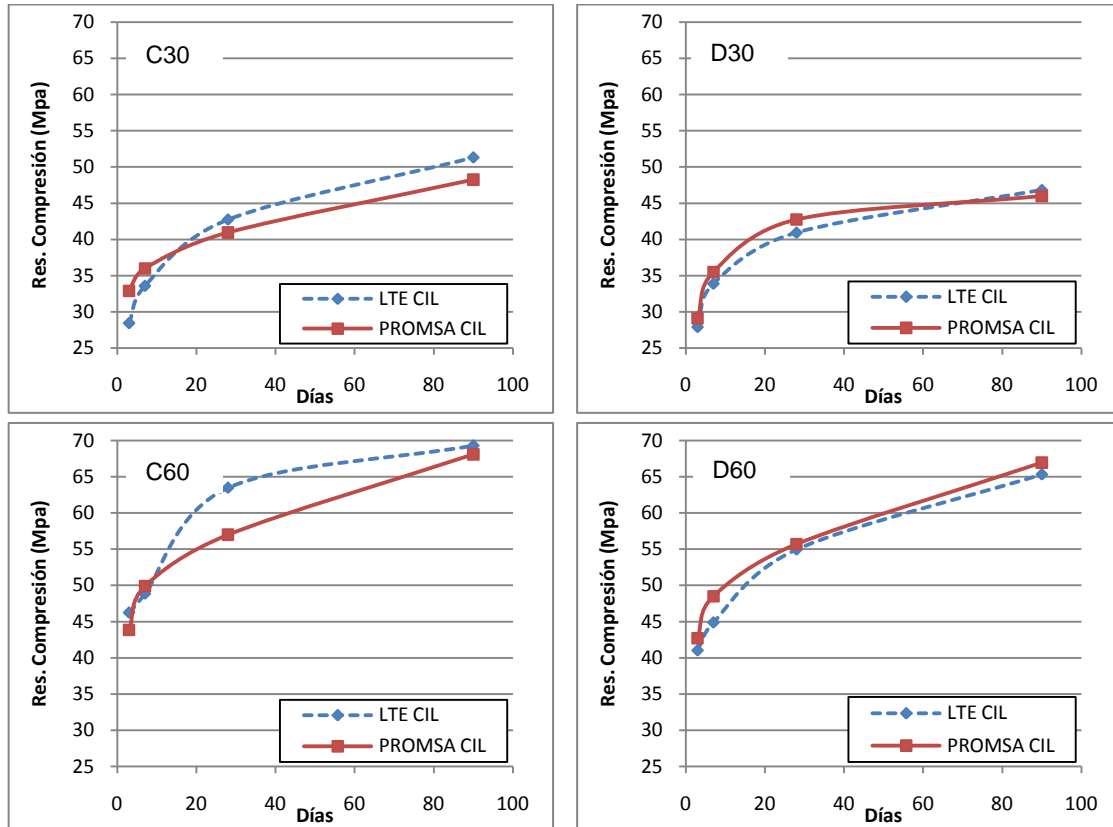 C30
Res. Compresión (Mpa)
70
65
60
55
50
45
40
35
30
25
0 20 40 60 80 100
Días
LTE CIL
PROMSA CIL
D30
Res. Compresión (Mpa)
70
65
60
55
50
45
40
35
30
25
0 20 40 60 80 100
Días
LTE CIL
PROMSA CIL
C60
Res. Compresión (Mpa)
70
65
60
55
50
45
40
35
30
25
0 20 40 60 80 100
Días
LTE CIL
PROMSA CIL
D60
Res. Compresión (Mpa)
70
65
60
55
50
45
40
35
30
25
0 20 40 60 80 100
Días
LTE CIL
PROMSA CIL